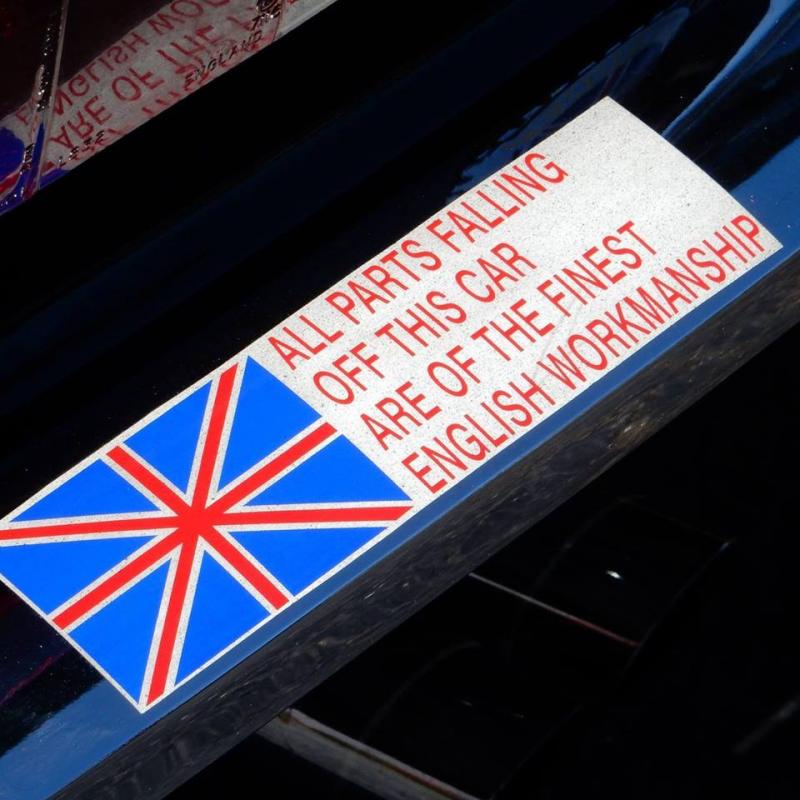 ALL PARTS FALLING
OFF THIS CAR
ARE OF THE FINEST
ENGLISH WORKMANSHIP